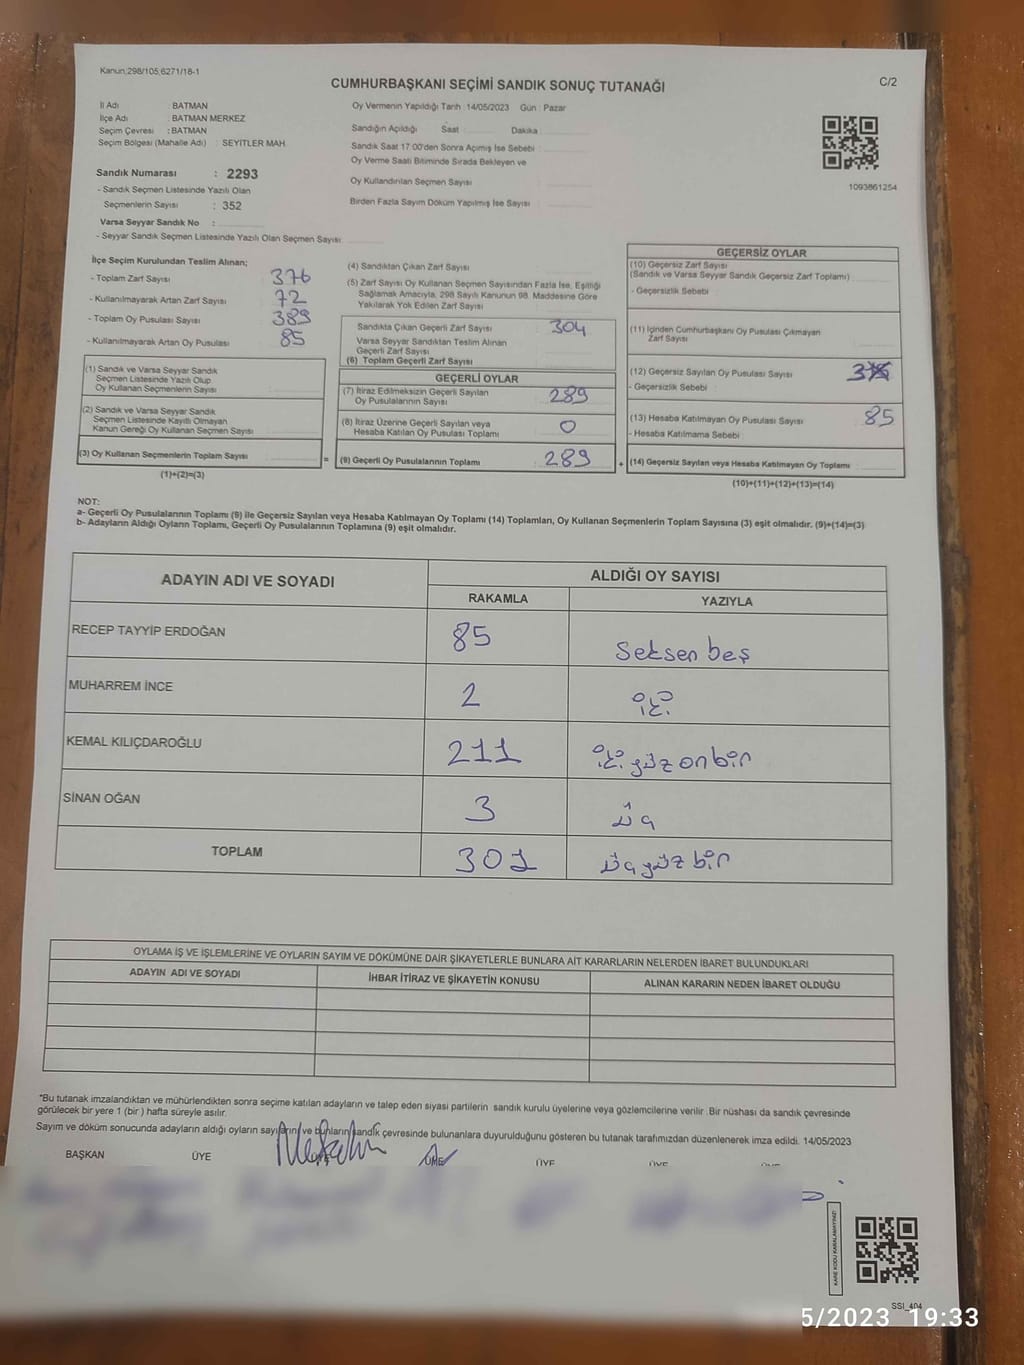 Kanun;298/105;6271/18-1
C/2
CUMHURBAŞKANI SEÇİMİ SANDIK SONUÇ TUTANAĞI
İl Adı : BATMAN
İlçe Adı : BATMAN MERKEZ
Seçim Çevresi : BATMAN
Seçim Bölgesi (Mahalle Adı) : SEYİTLER MAH.
Sandık Numarası : 2293
- Sandık Seçmen Listesinde Yazılı Olan
Seçmenlerin Sayısı : 352
Varsa Seyyar Sandık No :
- Seyyar Sandık Seçmen Listesinde Yazılı Olan Seçmen Sayısı:
Oy Vermenin Yapıldığı Tarih : 14/05/2023 Gün : Pazar
Sandığın Açıldığı Saat Dakika
Sandık Saat 17:00'den Sonra Açımış İse Sebebi :
Oy Verme Saati Bitiminde Sırada Bekleyen ve
Oy Kullandırılan Seçmen Sayısı :
Birden Fazla Sayım Döküm Yapılmış İse Sayısı :
1093861254
İlçe Seçim Kurulundan Teslim Alınan;
- Toplam Zarf Sayısı 376
- Kullanılmayarak Artan Zarf Sayısı 72
- Toplam Oy Pusulası Sayısı 389
- Kullanılmayarak Artan Oy Pusulası 85
(1) Sandık ve Varsa Seyyar Sandık
Seçmen Listesinde Yazılı Olup
Oy Kullanan Seçmenlerin Sayısı
(2) Sandık ve Varsa Seyyar Sandık
Seçmen Listesinde Kayıtlı Olmayan
Kanun Gereği Oy Kullanan Seçmen Sayısı
(3) Oy Kullanan Seçmenlerin Toplam Sayısı
=
(1)+(2)=(3)
(4) Sandıktan Çıkan Zarf Sayısı
(5) Zarf Sayısı Oy Kullanan Seçmen Sayısından Fazla İse, Eşitliği
Sağlamak Amacıyla, 298 Sayılı Kanunun 98. Maddesine Göre
Yakılarak Yok Edilen Zarf Sayısı
Sandıkta Çıkan Geçerli Zarf Sayısı 304
Varsa Seyyar Sandıktan Teslim Alınan
Geçerli Zarf Sayısı
(6) Toplam Geçerli Zarf Sayısı
GEÇERLİ OYLAR
(7) İtiraz Edilmeksizin Geçerli Sayılan
Oy Pusulalarının Sayısı 289
(8) İtiraz Üzerine Geçerli Sayılan veya
Hesaba Katılan Oy Pusulası Toplamı 0
(9) Geçerli Oy Pusulalarının Toplamı 289
+
GEÇERSİZ OYLAR
(10) Geçersiz Zarf Sayısı
(Sandık ve Varsa Seyyar Sandık Geçersiz Zarf Toplamı)
- Geçersizlik Sebebi
(11) İçinden Cumhurbaşkanı Oy Pusulası Çıkmayan
Zarf Sayısı
(12) Geçersiz Sayılan Oy Pusulası Sayısı
- Geçersizlik Sebebi
(13) Hesaba Katılmayan Oy Pusulası Sayısı 85
- Hesaba Katılmama Sebebi
(14) Geçersiz Sayılan veya Hesaba Katılmayan Oy Toplamı
(10)+(11)+(12)+(13)=(14)
NOT:
a- Geçerli Oy Pusulalarının Toplamı (9) ile Geçersiz Sayılan veya Hesaba Katılmayan Oy Toplamı (14) Toplamları, Oy Kullanan Seçmenlerin Toplam Sayısına (3) eşit olmalıdır. (9)+(14)=(3)
b- Adayların Aldığı Oyların Toplamı, Geçerli Oy Pusulalarının Toplamına (9) eşit olmalıdır.
ADAYIN ADI VE SOYADI
ALDIĞI OY SAYISI
RAKAMLA YAZIYLA
RECEP TAYYİP ERDOĞAN 85 Seksen beş
MUHARREM İNCE 2 iki
KEMAL KILIÇDAROĞLU 211 iki yüz onbir
SİNAN OĞAN 3 üç
TOPLAM 301 üçyüz bir
OYLAMA İŞ VE İŞLEMLERİNE VE OYLARIN SAYIM VE DÖKÜMÜNE DAİR ŞİKAYETLERLE BUNLARA AİT KARARLARIN NELERDEN İBARET BULUNDUKLARI
ADAYIN ADI VE SOYADI İHBAR İTİRAZ VE ŞİKAYETİN KONUSU ALINAN KARARIN NEDEN İBARET OLDUĞU
"Bu tutanak imzalandıktan ve mühürlendikten sonra seçime katılan adayların ve talep eden siyasi partilerin sandık kurulu üyelerine veya gözlemcilerine verilir .Bir nüshası da sandık çevresinde
görülecek bir yere 1 (bir ) hafta süreyle asılır.
Sayım ve döküm sonucunda adayların aldığı oyların sayılarını ve bunların sandık çevresinde bulunanlara duyurulduğunu gösteren bu tutanak tarafımızdan düzenlenerek imza edildi. 14/05/2023
BAŞKAN ÜYE ÜYE ÜYE ÜYE
KARE KODU KARALAMAYINIZ!
SSI_404
5/2023 19:33